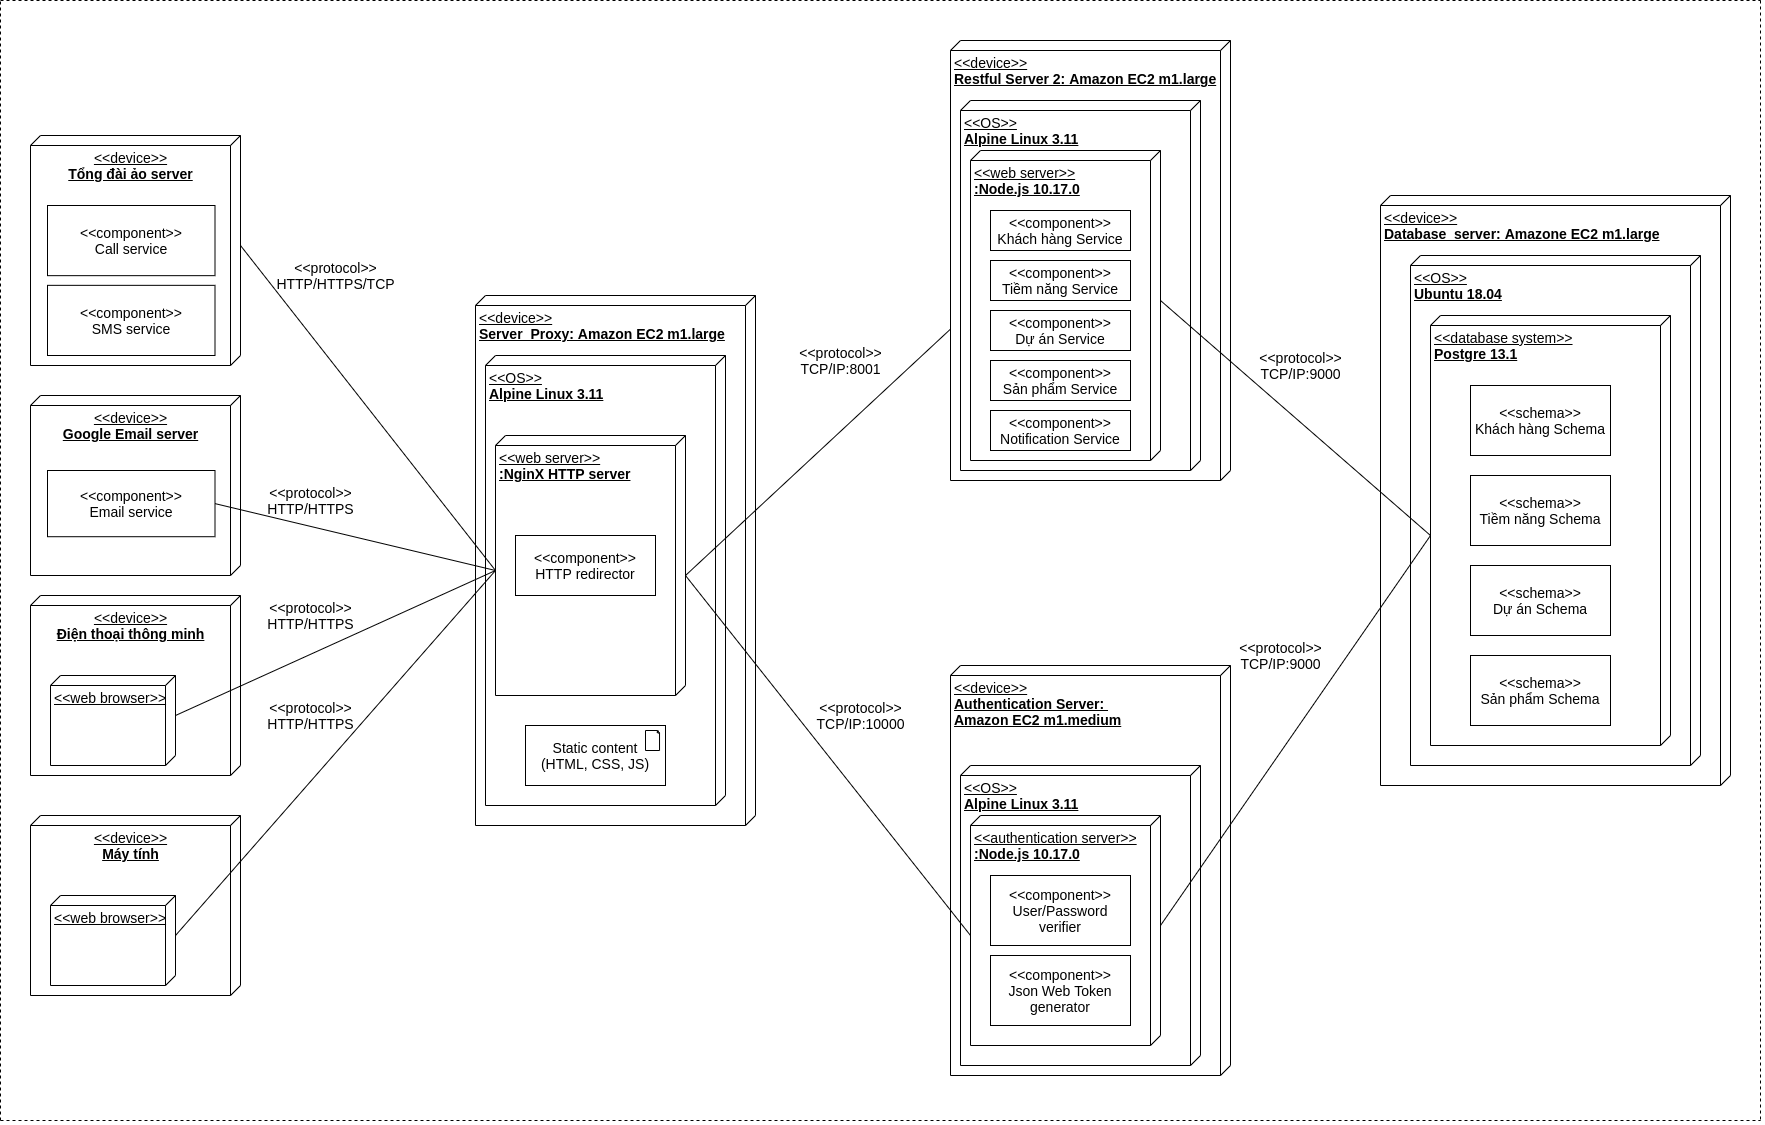 <<device>>
Tổng đài ảo server
<<component>>
Call service
<<component>>
SMS service
<<protocol>>
HTTP/HTTPS/TCP
<<device>>
Google Email server
<<component>>
Email service
<<protocol>>
HTTP/HTTPS
<<device>>
Điện thoại thông minh
<<web browser>>
<<protocol>>
HTTP/HTTPS
<<device>>
Máy tính
<<web browser>>
<<protocol>>
HTTP/HTTPS
<<device>>
Server  Proxy: Amazon EC2 m1.large
<<OS>>
Alpine Linux 3.11
<<web server>>
:NginX HTTP server
<<component>>
HTTP redirector
Static content
(HTML, CSS, JS)
<<protocol>>
TCP/IP:8001
<<protocol>>
TCP/IP:10000
<<device>>
Restful Server 2: Amazon EC2 m1.large
<<OS>>
Alpine Linux 3.11
<<web server>>
:Node.js 10.17.0
<<component>>
Khách hàng Service
<<component>>
Tiềm năng Service
<<component>>
Dự án Service
<<component>>
Sản phẩm Service
<<component>>
Notification Service
<<protocol>>
TCP/IP:9000
<<device>>
Authentication Server:
Amazon EC2 m1.medium
<<OS>>
Alpine Linux 3.11
<<authentication server>>
:Node.js 10.17.0
<<component>>
User/Password
verifier
<<component>>
Json Web Token
generator
<<protocol>>
TCP/IP:9000
<<device>>
Database  server: Amazone EC2 m1.large
<<OS>>
Ubuntu 18.04
<<database system>>
Postgre 13.1
<<schema>>
Khách hàng Schema
<<schema>>
Tiềm năng Schema
<<schema>>
Dự án Schema
<<schema>>
Sản phẩm Schema